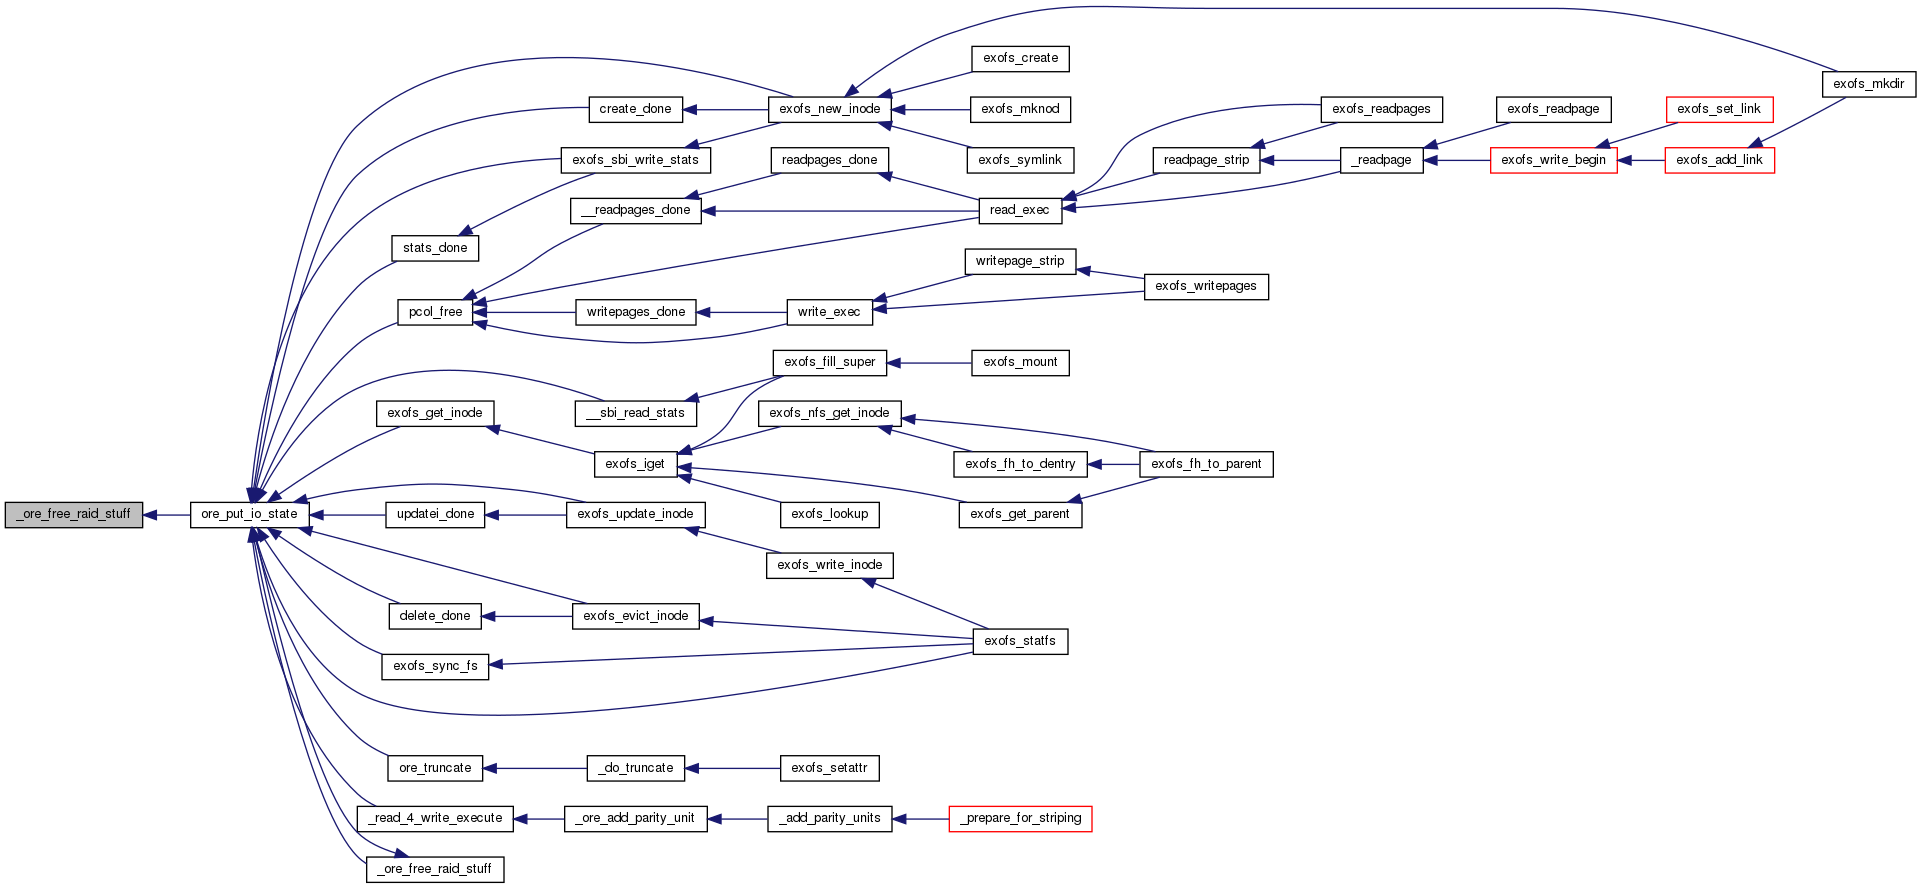 exofs_create
exofs_mkdir
create_done
exofs_new_inode
exofs_mknod
exofs_readpages
exofs_readpage
exofs_set_link
exofs_sbi_write_stats
readpages_done
exofs_symlink
readpage_strip
_readpage
exofs_write_begin
exofs_add_link
__readpages_done
read_exec
stats_done
writepage_strip
exofs_writepages
pcol_free
writepages_done
write_exec
exofs_fill_super
exofs_mount
exofs_get_inode
__sbi_read_stats
exofs_nfs_get_inode
exofs_iget
exofs_fh_to_dentry
exofs_fh_to_parent
_ore_free_raid_stuff
ore_put_io_state
updatei_done
exofs_update_inode
exofs_lookup
exofs_get_parent
exofs_write_inode
delete_done
exofs_evict_inode
exofs_statfs
exofs_sync_fs
ore_truncate
_do_truncate
exofs_setattr
_read_4_write_execute
_ore_add_parity_unit
_add_parity_units
_prepare_for_striping
_ore_free_raid_stuff